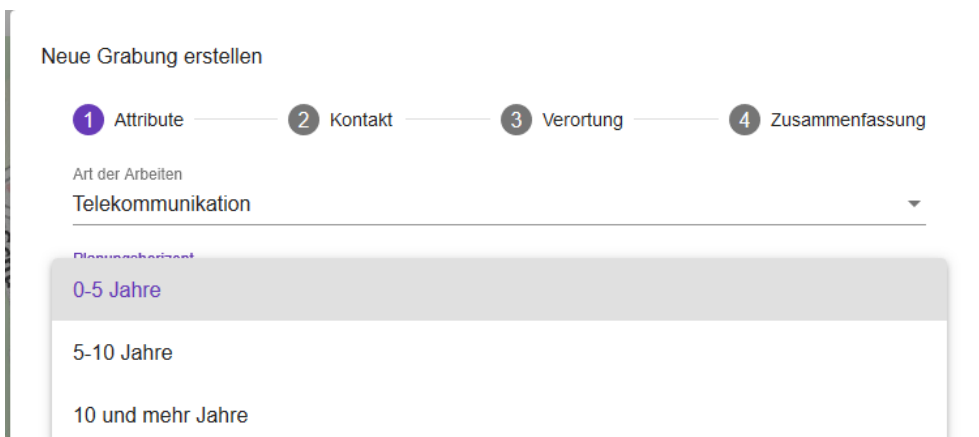 Neue Grabung erstellen
1 Attribute 2 Kontakt 3 Verortung 4 Zusammenfassung
Art der Arbeiten
Telekommunikation
Planungshorizont
0-5 Jahre
5-10 Jahre
10 und mehr Jahre